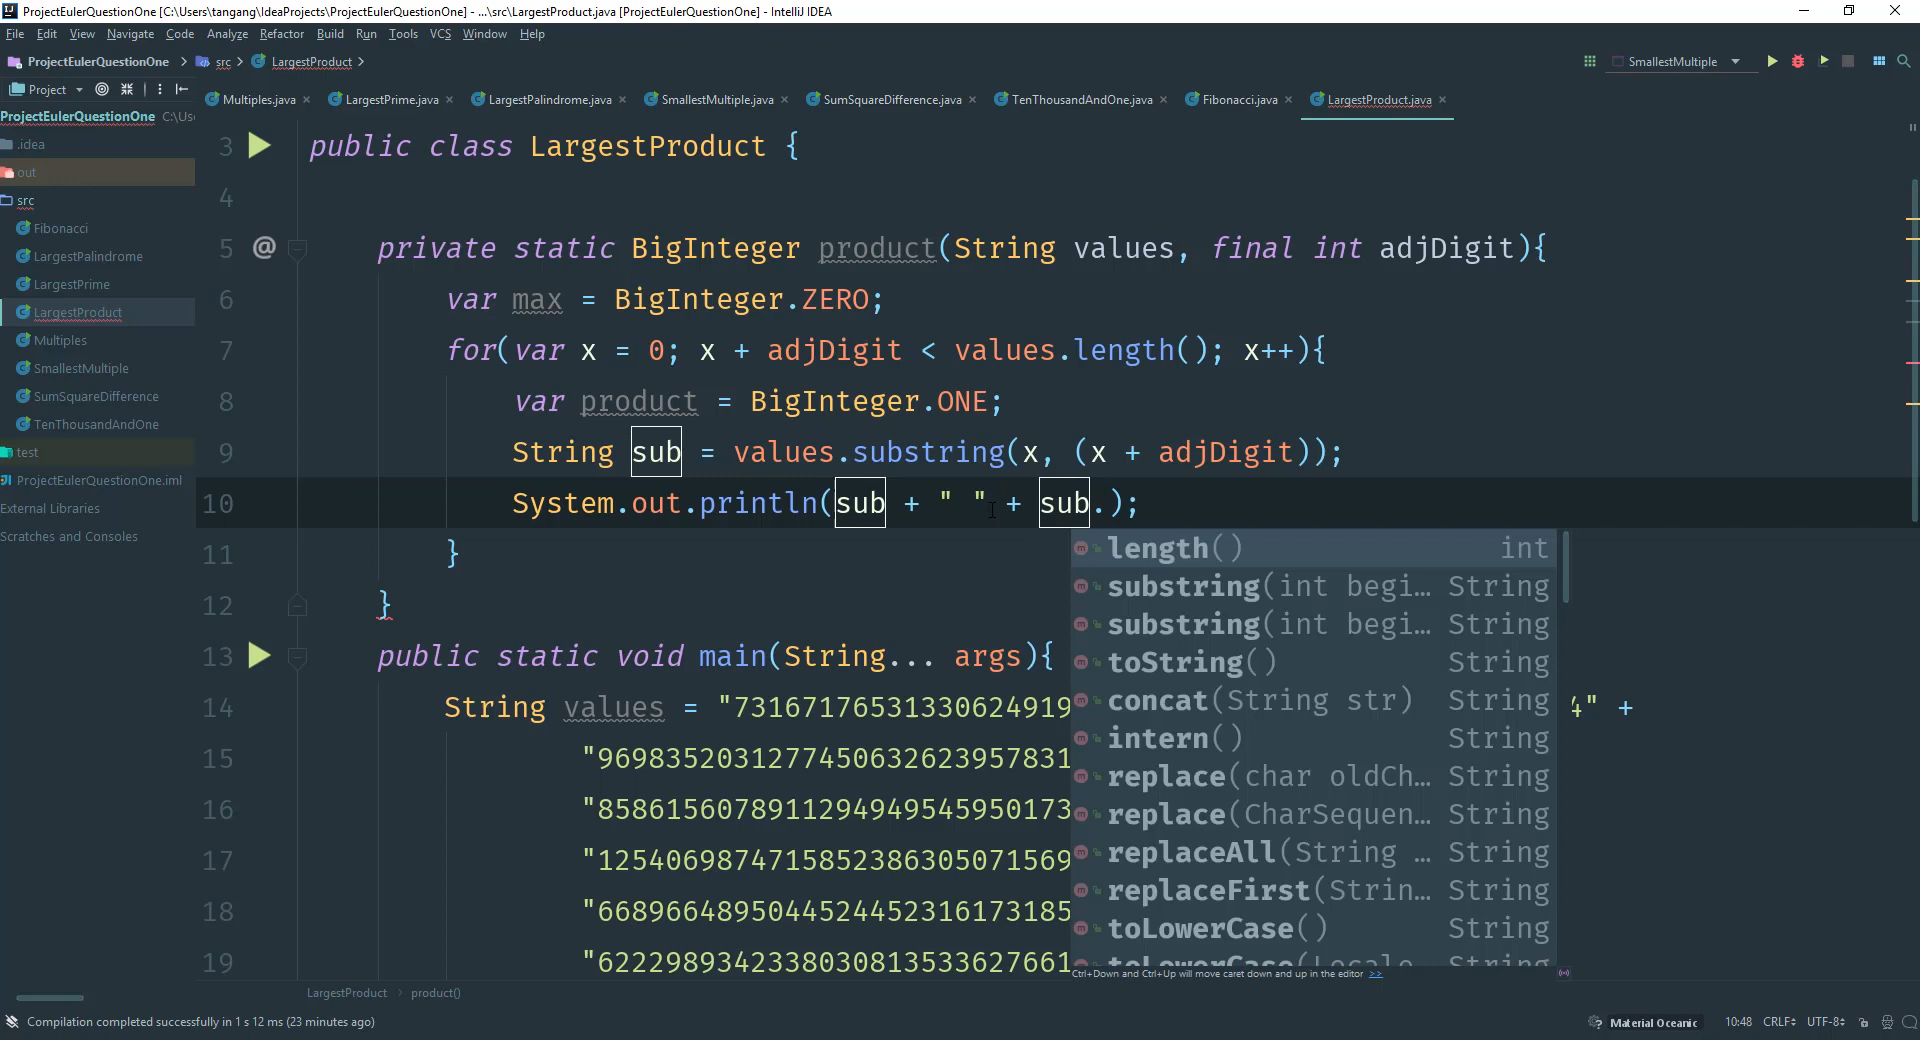 ProjectEulerQuestionOne [C:\Users\tangang\IdeaProjects\ProjectEulerQuestionOne] - ...\src\LargestProduct.java [ProjectEulerQuestionOne] - IntelliJ IDEA
File Edit View Navigate Code Analyze Refactor Build Run Tools VCS Window Help
ProjectEulerQuestionOne src LargestProduct SmallestMultiple
Project Multiples.java LargestPrime.java LargestPalindrome.java SmallestMultiple.java SumSquareDifference.java TenThousandAndOne.java Fibonacci.java LargestProduct.java
ProjectEulerQuestionOne C:\Use
.idea
out
src
Fibonacci
LargestPalindrome
LargestPrime
LargestProduct
Multiples
SmallestMultiple
SumSquareDifference
TenThousandAndOne
test
ProjectEulerQuestionOne.iml
External Libraries
Scratches and Consoles
3 public class LargestProduct {
4
5 @ private static BigInteger product(String values, final int adjDigit){
6 var max = BigInteger.ZERO;
7 for(var x = 0; x + adjDigit < values.length(); x++){
8 var product = BigInteger.ONE;
9 String sub = values.substring(x, (x + adjDigit));
10 System.out.println(sub + " " + sub.);
11 }
12 }
13 public static void main(String... args){
14 String values = "73167176531330624919 4" +
15 "9698352031277450632623957831
16 "8586156078911294949545950173
17 "1254069874715852386305071569
18 "6689664895044524452316173185
19 "6222989342338030813533627661
length() int
substring(int begi… String
substring(int begi… String
toString() String
concat(String str) String
intern() String
replace(char oldCh… String
replace(CharSequen… String
replaceAll(String … String
replaceFirst(Strin… String
toLowerCase() String
toLowerCase(Locale String
Ctrl+Down and Ctrl+Up will move caret down and up in the editor >>
LargestProduct product()
Compilation completed successfully in 1 s 12 ms (23 minutes ago) Material Oceanic 10:48 CRLF UTF-8